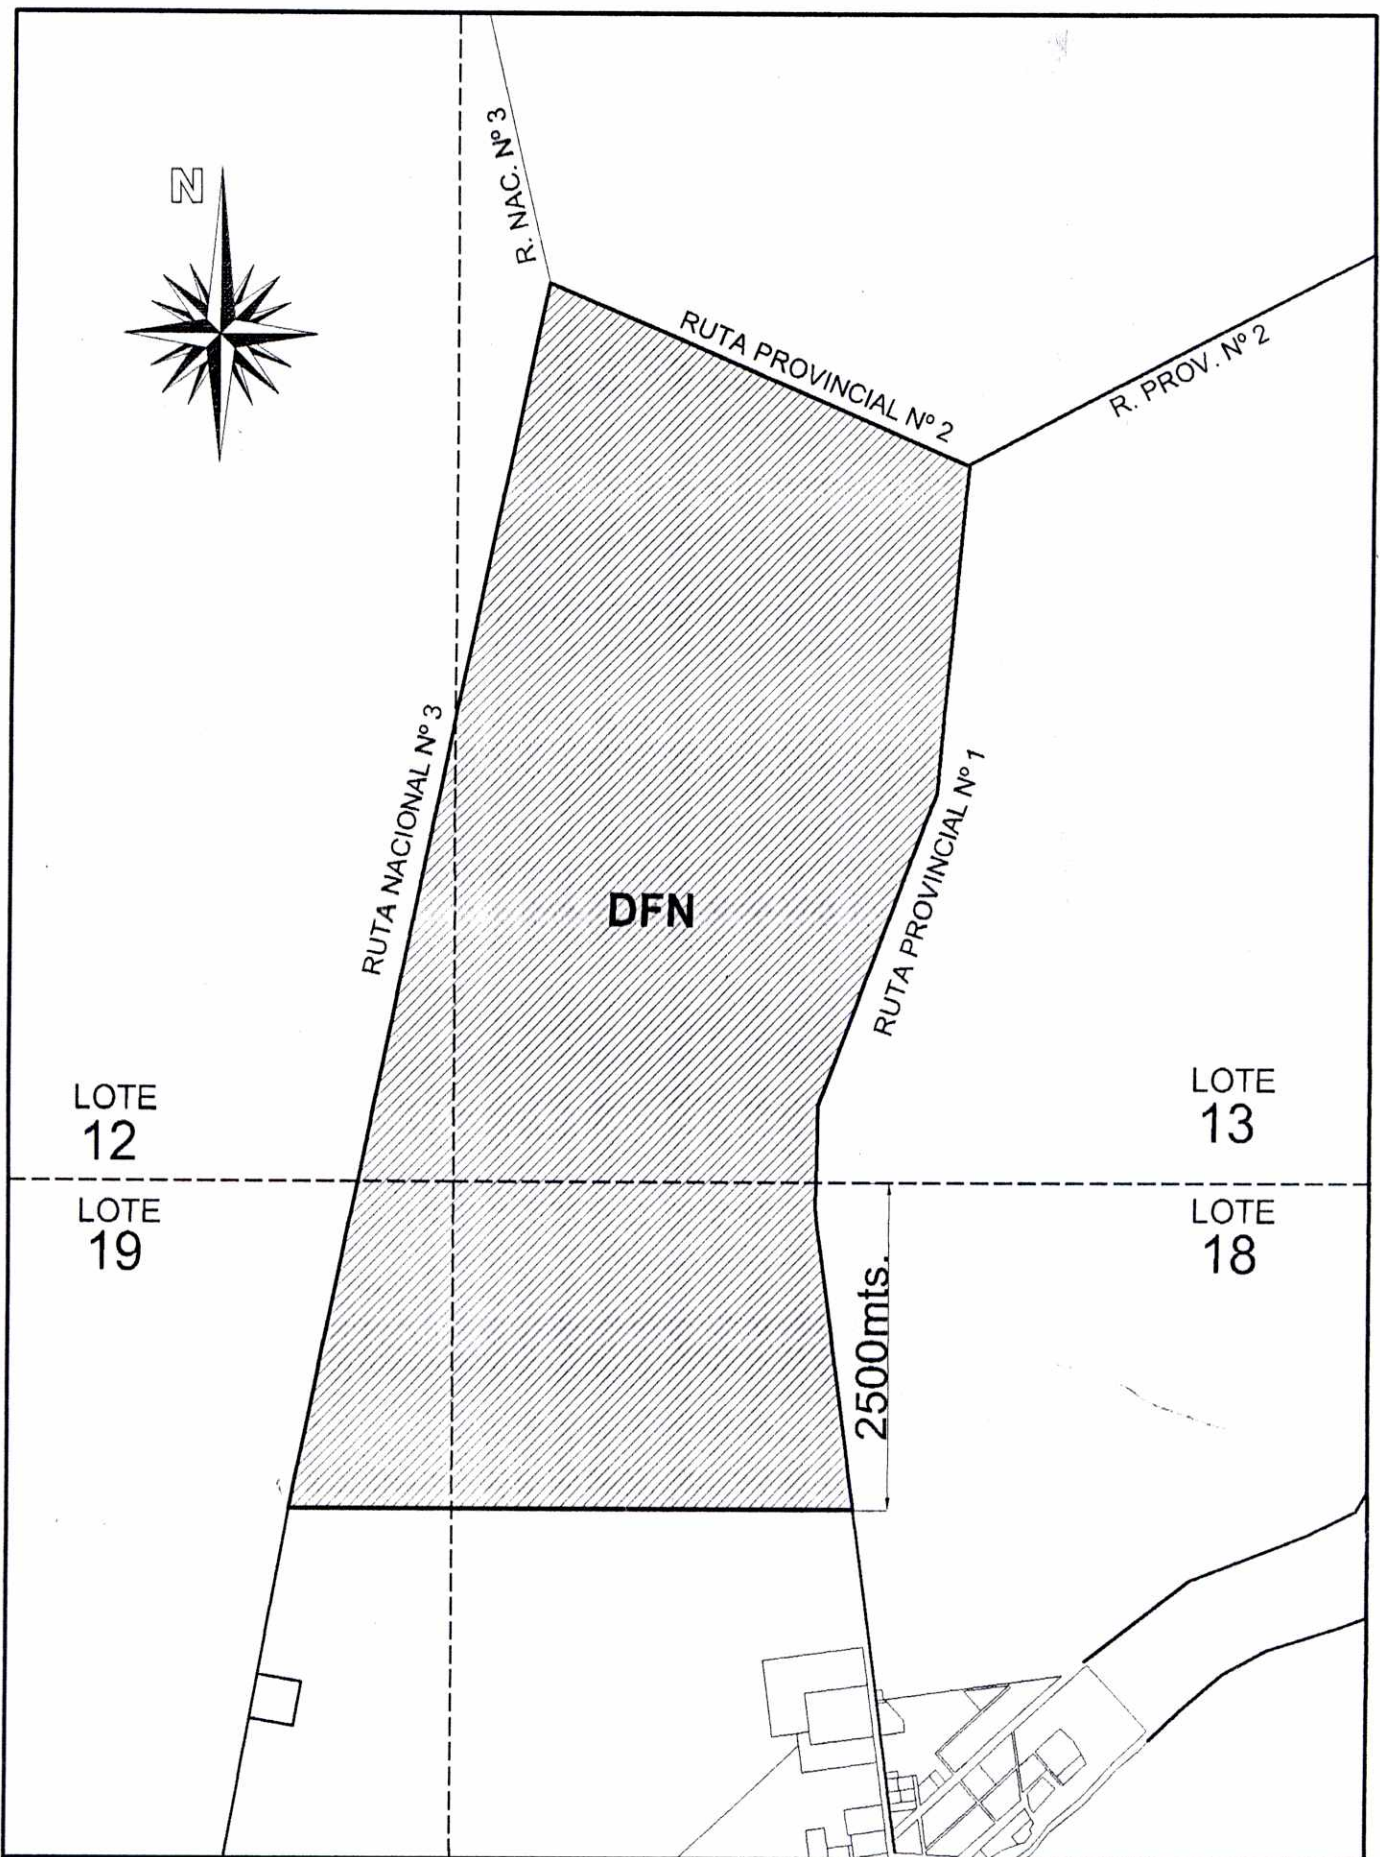 N
R. NAC. Nº 3
RUTA PROVINCIAL Nº 2
R. PROV. Nº 2
RUTA NACIONAL Nº 3
RUTA PROVINCIAL Nº 1
DFN
LOTE
12
LOTE
13
LOTE
19
LOTE
18
2500mts.